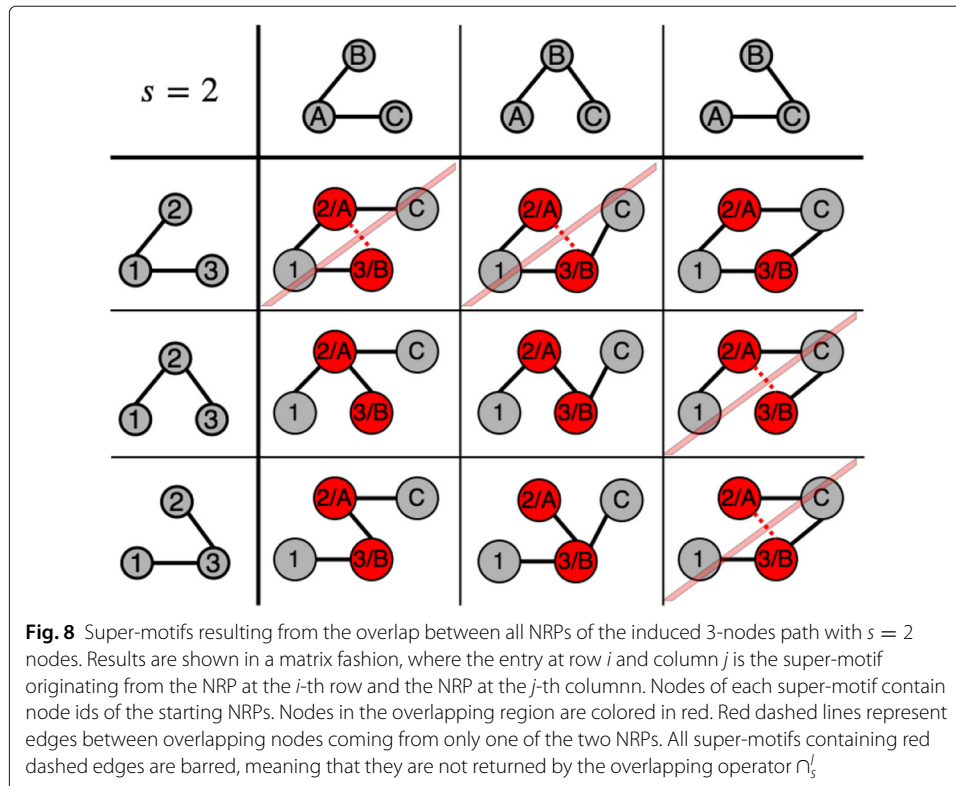 B B B
s = 2
A C A C A C
2 2/A C 2/A C 2/A C
1 3 1 3/B 1 3/B 1 3/B
2 2/A C 2/A C 2/A C
1 3 1 3/B 1 3/B 1 3/B
2 2/A C 2/A C 2/A C
1 3 1 3/B 1 3/B 1 3/B
Fig. 8 Super-motifs resulting from the overlap between all NRPs of the induced 3-nodes path with s = 2
nodes. Results are shown in a matrix fashion, where the entry at row i and column j is the super-motif
originating from the NRP at the i-th row and the NRP at the j-th columnn. Nodes of each super-motif contain
node ids of the starting NRPs. Nodes in the overlapping region are colored in red. Red dashed lines represent
edges between overlapping nodes coming from only one of the two NRPs. All super-motifs containing red
dashed edges are barred, meaning that they are not returned by the overlapping operator ∩ˡₛ